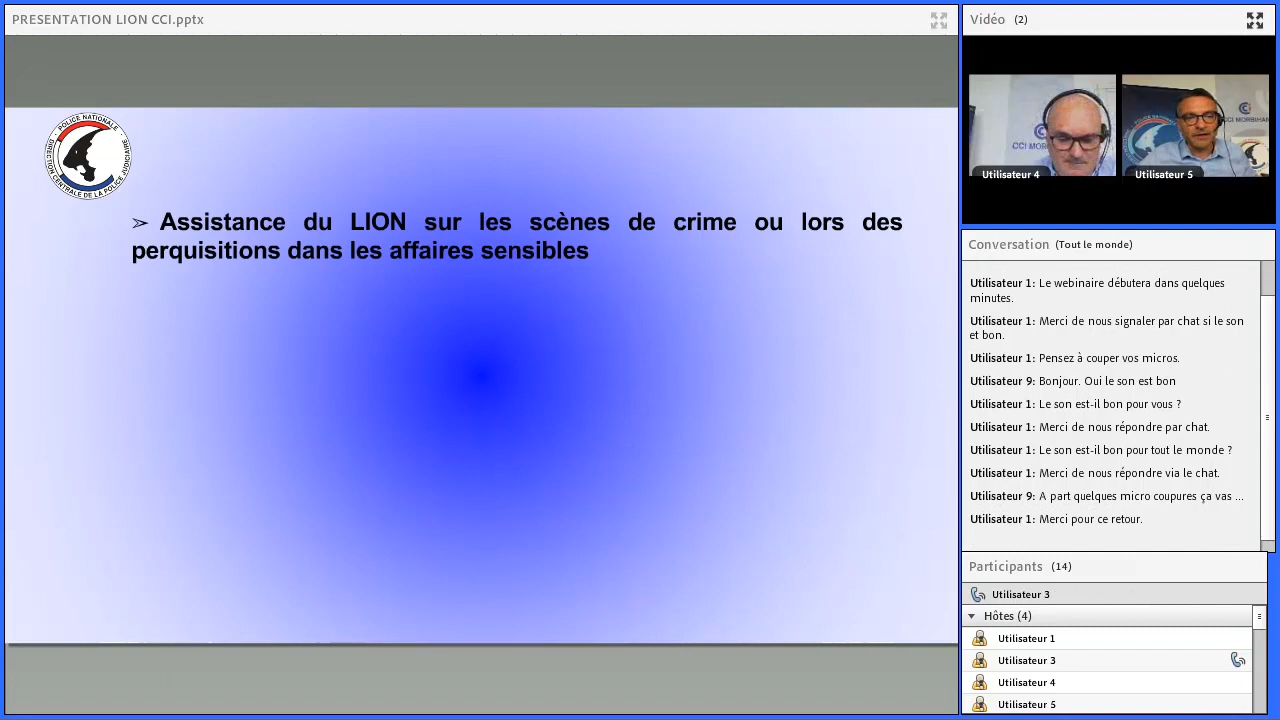 PRESENTATION LION CCI.pptx
POLICE NATIONALE
DIRECTION CENTRALE DE LA POLICE JUDICIAIRE
➢ Assistance du LION sur les scènes de crime ou lors des
perquisitions dans les affaires sensibles
Vidéo (2)
CCI MORBIHAN
Utilisateur 4
Utilisateur 5
Conversation (Tout le monde)
Utilisateur 1: Le webinaire débutera dans quelques
minutes.
Utilisateur 1: Merci de nous signaler par chat si le son
et bon.
Utilisateur 1: Pensez à couper vos micros.
Utilisateur 9: Bonjour. Oui le son est bon
Utilisateur 1: Le son est-il bon pour vous ?
Utilisateur 1: Merci de nous répondre par chat.
Utilisateur 1: Le son est-il bon pour tout le monde ?
Utilisateur 1: Merci de nous répondre via le chat.
Utilisateur 9: A part quelques micro coupures ça vas ...
Utilisateur 1: Merci pour ce retour.
Participants (14)
Utilisateur 3
Hôtes (4)
Utilisateur 1
Utilisateur 3
Utilisateur 4
Utilisateur 5